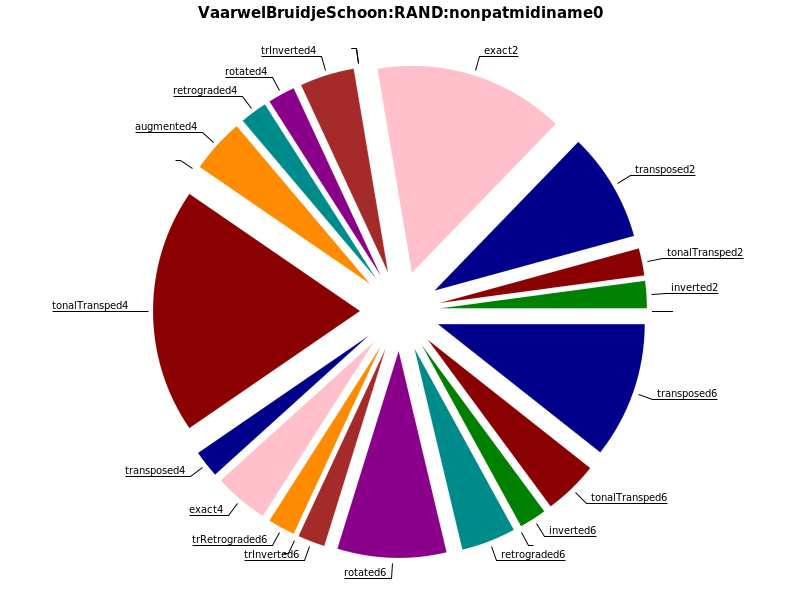 VaarwelBruidjeSchoon:RAND:nonpatmidiname0
trInverted4
exact2
rotated4
retrograded4
augmented4
transposed2
tonalTransped2
inverted2
tonalTransped4
transposed6
transposed4
tonalTransped6
exact4
inverted6
trRetrograded6
trInverted6
retrograded6
rotated6